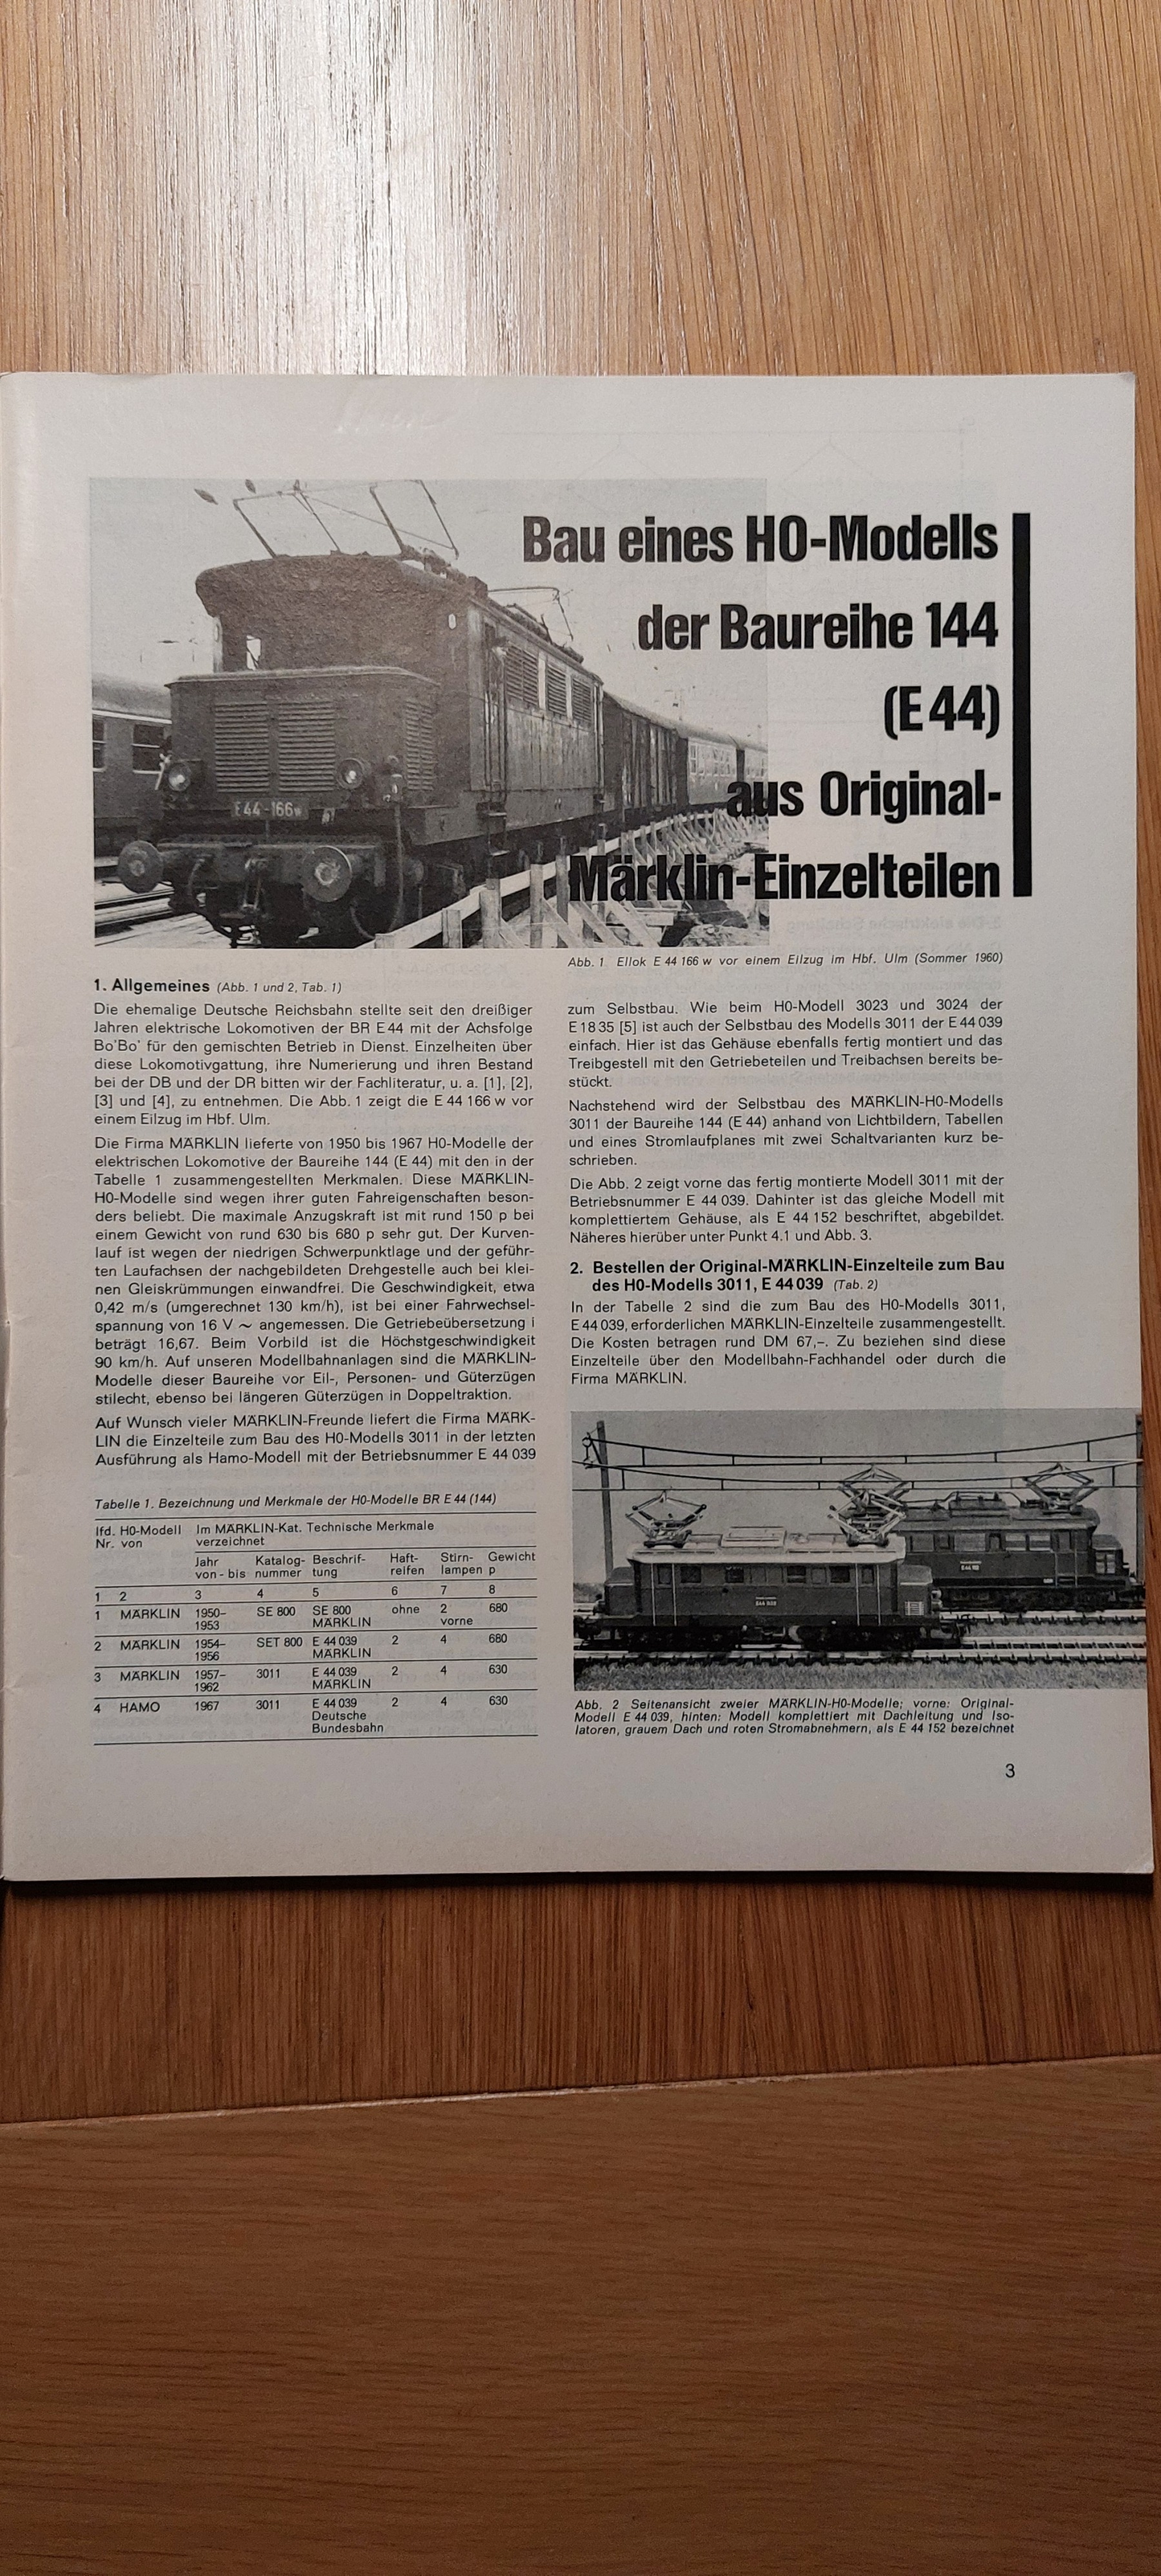 Bau eines H0-Modells
der Baureihe 144
(E 44)
aus Original-
Märklin-Einzelteilen
E44-166w
Abb. 1 Ellok E 44 166 w vor einem Eilzug im Hbf. Ulm (Sommer 1960)
1. Allgemeines (Abb. 1 und 2, Tab. 1)
Die ehemalige Deutsche Reichsbahn stellte seit den dreißiger
Jahren elektrische Lokomotiven der BR E 44 mit der Achsfolge
Bo'Bo' für den gemischten Betrieb in Dienst. Einzelheiten über
diese Lokomotivgattung, ihre Numerierung und ihren Bestand
bei der DB und der DR bitten wir der Fachliteratur, u. a. [1], [2],
[3] und [4], zu entnehmen. Die Abb. 1 zeigt die E 44 166 w vor
einem Eilzug im Hbf. Ulm.
Die Firma MÄRKLIN lieferte von 1950 bis 1967 H0-Modelle der
elektrischen Lokomotive der Baureihe 144 (E 44) mit den in der
Tabelle 1 zusammengestellten Merkmalen. Diese MÄRKLIN-
H0-Modelle sind wegen ihrer guten Fahreigenschaften beson-
ders beliebt. Die maximale Anzugskraft ist mit rund 150 p bei
einem Gewicht von rund 630 bis 680 p sehr gut. Der Kurven-
lauf ist wegen der niedrigen Schwerpunktlage und der geführ-
ten Laufachsen der nachgebildeten Drehgestelle auch bei klei-
nen Gleiskrümmungen einwandfrei. Die Geschwindigkeit, etwa
0,42 m/s (umgerechnet 130 km/h), ist bei einer Fahrwechsel-
spannung von 16 V ~ angemessen. Die Getriebeübersetzung i
beträgt 16,67. Beim Vorbild ist die Höchstgeschwindigkeit
90 km/h. Auf unseren Modellbahnanlagen sind die MÄRKLIN-
Modelle dieser Baureihe vor Eil-, Personen- und Güterzügen
stilecht, ebenso bei längeren Güterzügen in Doppeltraktion.
Auf Wunsch vieler MÄRKLIN-Freunde liefert die Firma MÄRK-
LIN die Einzelteile zum Bau des H0-Modells 3011 in der letzten
Ausführung als Hamo-Modell mit der Betriebsnummer E 44 039
Tabelle 1. Bezeichnung und Merkmale der H0-Modelle BR E 44 (144)
lfd. H0-Modell Im MÄRKLIN-Kat. Technische Merkmale
Nr. von verzeichnet
Jahr Katalog- Beschrif- Haft- Stirn- Gewicht
von - bis nummer tung reifen lampen p
1 2 3 4 5 6 7 8
1 MÄRKLIN 1950– SE 800 SE 800 ohne 2 680
1953 MÄRKLIN vorne
2 MÄRKLIN 1954– SET 800 E 44 039 2 4 680
1956 MÄRKLIN
3 MÄRKLIN 1957– 3011 E 44 039 2 4 630
1962 MÄRKLIN
4 HAMO 1967 3011 E 44 039 2 4 630
Deutsche
Bundesbahn
zum Selbstbau. Wie beim H0-Modell 3023 und 3024 der
E 18 35 [5] ist auch der Selbstbau des Modells 3011 der E 44 039
einfach. Hier ist das Gehäuse ebenfalls fertig montiert und das
Treibgestell mit den Getriebeteilen und Treibachsen bereits be-
stückt.
Nachstehend wird der Selbstbau des MÄRKLIN-H0-Modells
3011 der Baureihe 144 (E 44) anhand von Lichtbildern, Tabellen
und eines Stromlaufplanes mit zwei Schaltvarianten kurz be-
schrieben.
Die Abb. 2 zeigt vorne das fertig montierte Modell 3011 mit der
Betriebsnummer E 44 039. Dahinter ist das gleiche Modell mit
komplettiertem Gehäuse, als E 44 152 beschriftet, abgebildet.
Näheres hierüber unter Punkt 4.1 und Abb. 3.
2. Bestellen der Original-MÄRKLIN-Einzelteile zum Bau
des H0-Modells 3011, E 44 039 (Tab. 2)
In der Tabelle 2 sind die zum Bau des H0-Modells 3011,
E 44 039, erforderlichen MÄRKLIN-Einzelteile zusammengestellt.
Die Kosten betragen rund DM 67,–. Zu beziehen sind diese
Einzelteile über den Modellbahn-Fachhandel oder durch die
Firma MÄRKLIN.
Abb. 2 Seitenansicht zweier MÄRKLIN-H0-Modelle; vorne: Original-
Modell E 44 039, hinten: Modell komplettiert mit Dachleitung und Iso-
latoren, grauem Dach und roten Stromabnehmern, als E 44 152 bezeichnet
3